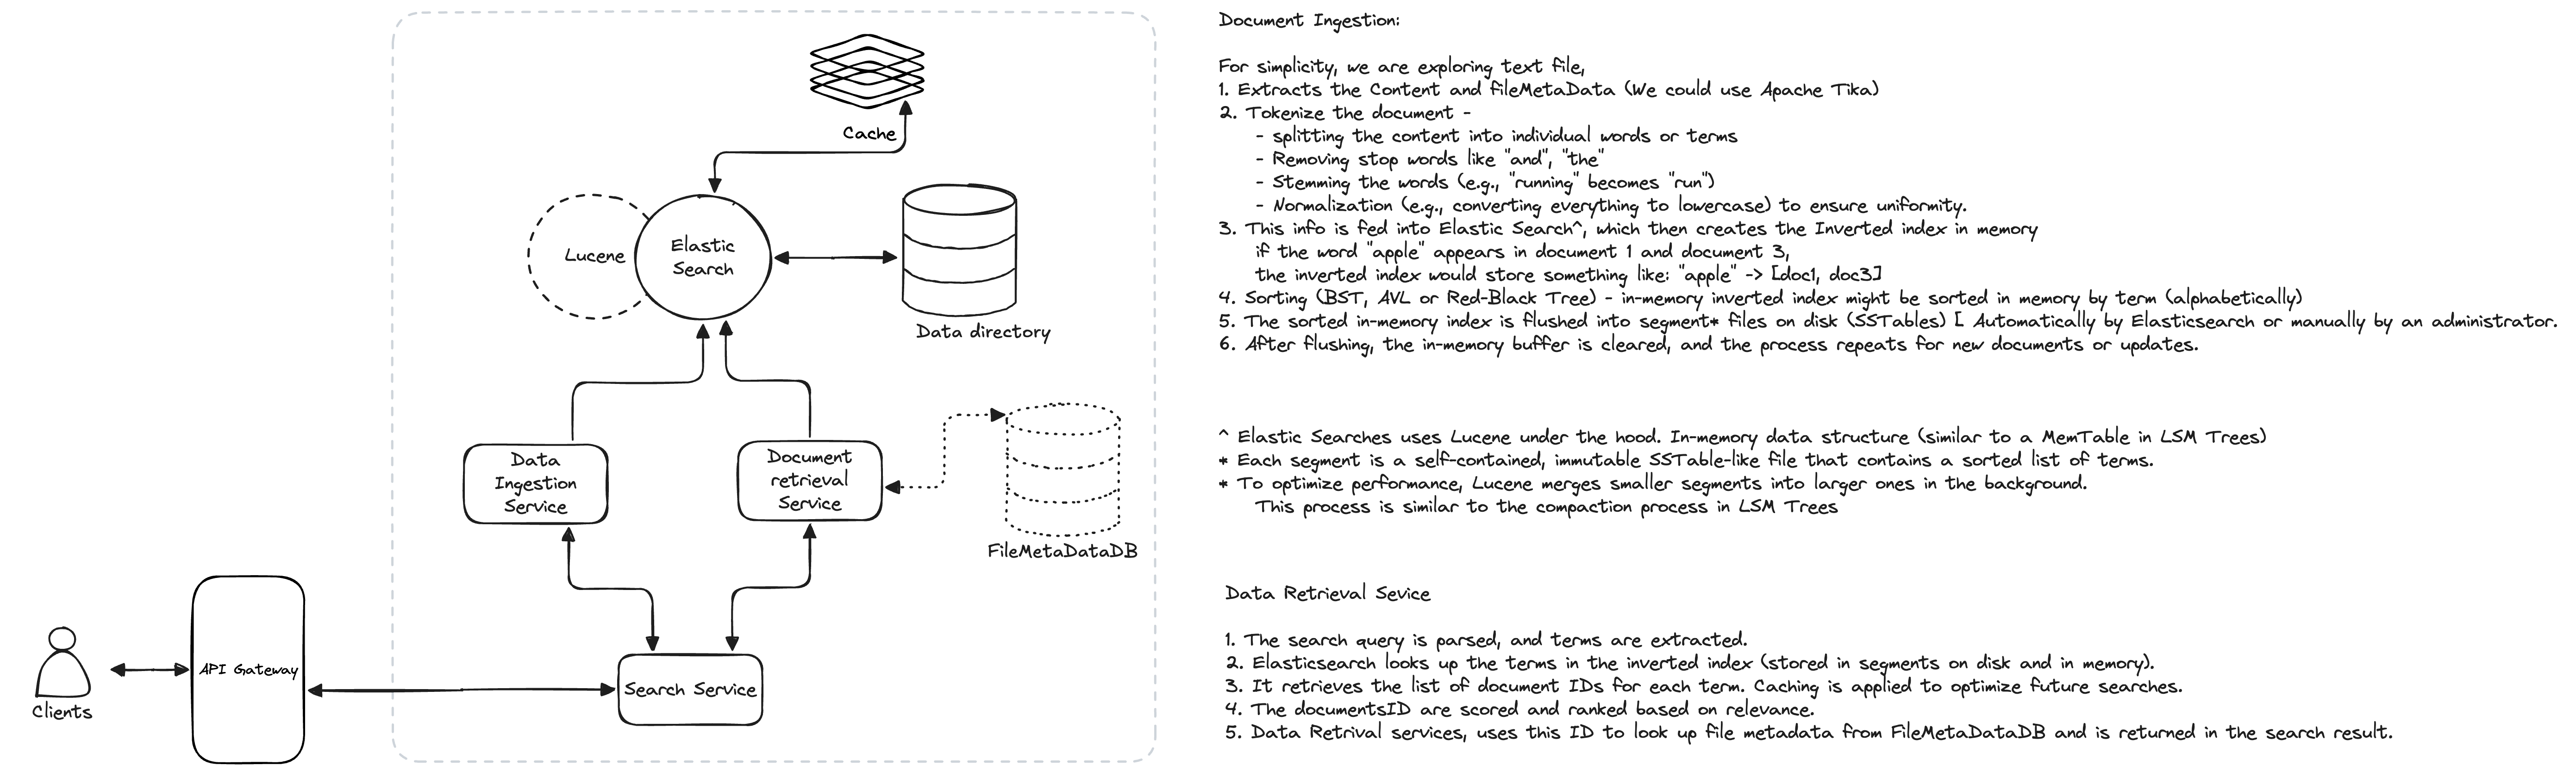 Cache
Lucene
Elastic
Search
Data directory
Data
Ingestion
Service
Document
retrieval
Service
FileMetaDataDB
Clients
API Gateway
Search Service
Document Ingestion:
For simplicity, we are exploring text file,
1. Extracts the Content and fileMetaData (We could use Apache Tika)
2. Tokenize the document -
- splitting the content into individual words or terms
- Removing stop words like "and", "the"
- Stemming the words (e.g., "running" becomes "run")
- Normalization (e.g., converting everything to lowercase) to ensure uniformity.
3. This info is fed into Elastic Search^, which then creates the Inverted index in memory
if the word "apple" appears in document 1 and document 3,
the inverted index would store something like: "apple" -> [doc1, doc3]
4. Sorting (BST, AVL or Red-Black Tree) - in-memory inverted index might be sorted in memory by term (alphabetically)
5. The sorted in-memory index is flushed into segment* files on disk (SSTables) [ Automatically by Elasticsearch or manually by an administrator.
6. After flushing, the in-memory buffer is cleared, and the process repeats for new documents or updates.
^ Elastic Searches uses Lucene under the hood. In-memory data structure (similar to a MemTable in LSM Trees)
* Each segment is a self-contained, immutable SSTable-like file that contains a sorted list of terms.
* To optimize performance, Lucene merges smaller segments into larger ones in the background.
This process is similar to the compaction process in LSM Trees
Data Retrieval Sevice
1. The search query is parsed, and terms are extracted.
2. Elasticsearch looks up the terms in the inverted index (stored in segments on disk and in memory).
3. It retrieves the list of document IDs for each term. Caching is applied to optimize future searches.
4. The documentsID are scored and ranked based on relevance.
5. Data Retrival services, uses this ID to look up file metadata from FileMetaDataDB and is returned in the search result.